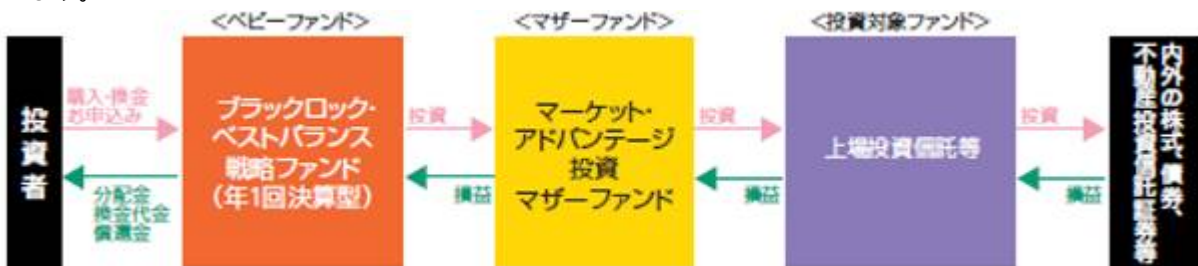 す。
＜ベビーファンド＞
＜マザーファンド＞
＜投資対象ファンド＞
投資者
購入・換金
お申込み
分配金
換金代金
償還金
ブラックロック・
ベストバランス
戦略ファンド
（年1回決算型）
投資
損益
マーケット・
アドバンテージ
投資
マザーファンド
投資
損益
上場投資信託等
投資
損益
内外の株式、債券、
不動産投資信託証券等